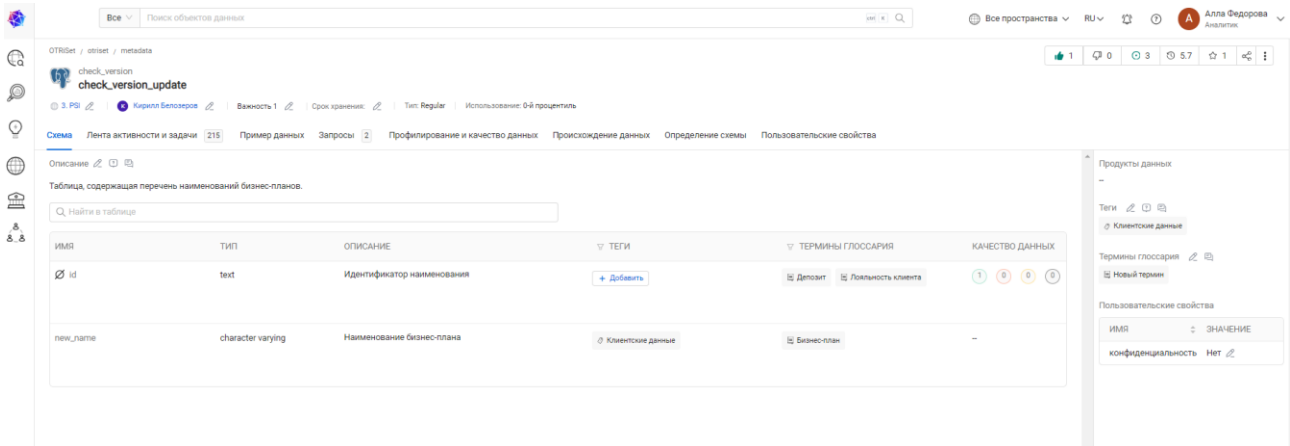 Все
Поиск объектов данных
Все пространства
RU
А
Алла Федорова
Аналитик
OTRISet / otriset / metadata
check_version
check_version_update
1
0
3
5.7
1
3. PSI
К
Кирилл Белозеров
Важность 1
Срок хранения:
Тип: Regular
Использование: 0-й процентиль
Схема
Лента активности и задачи 215
Пример данных
Запросы 2
Профилирование и качество данных
Происхождение данных
Определение схемы
Пользовательские свойства
Описание
Таблица, содержащая перечень наименований бизнес-планов.
Найти в таблице
ИМЯ
ТИП
ОПИСАНИЕ
ТЕГИ
ТЕРМИНЫ ГЛОССАРИЯ
КАЧЕСТВО ДАННЫХ
id
text
Идентификатор наименования
+ Добавить
Депозит
Лояльность клиента
1
0
0
0
new_name
character varying
Наименование бизнес-плана
Клиентские данные
Бизнес-план
–
Продукты данных
–
Теги
Клиентские данные
Термины глоссария
Новый термин
Пользовательские свойства
ИМЯ
ЗНАЧЕНИЕ
конфиденциальность
Нет